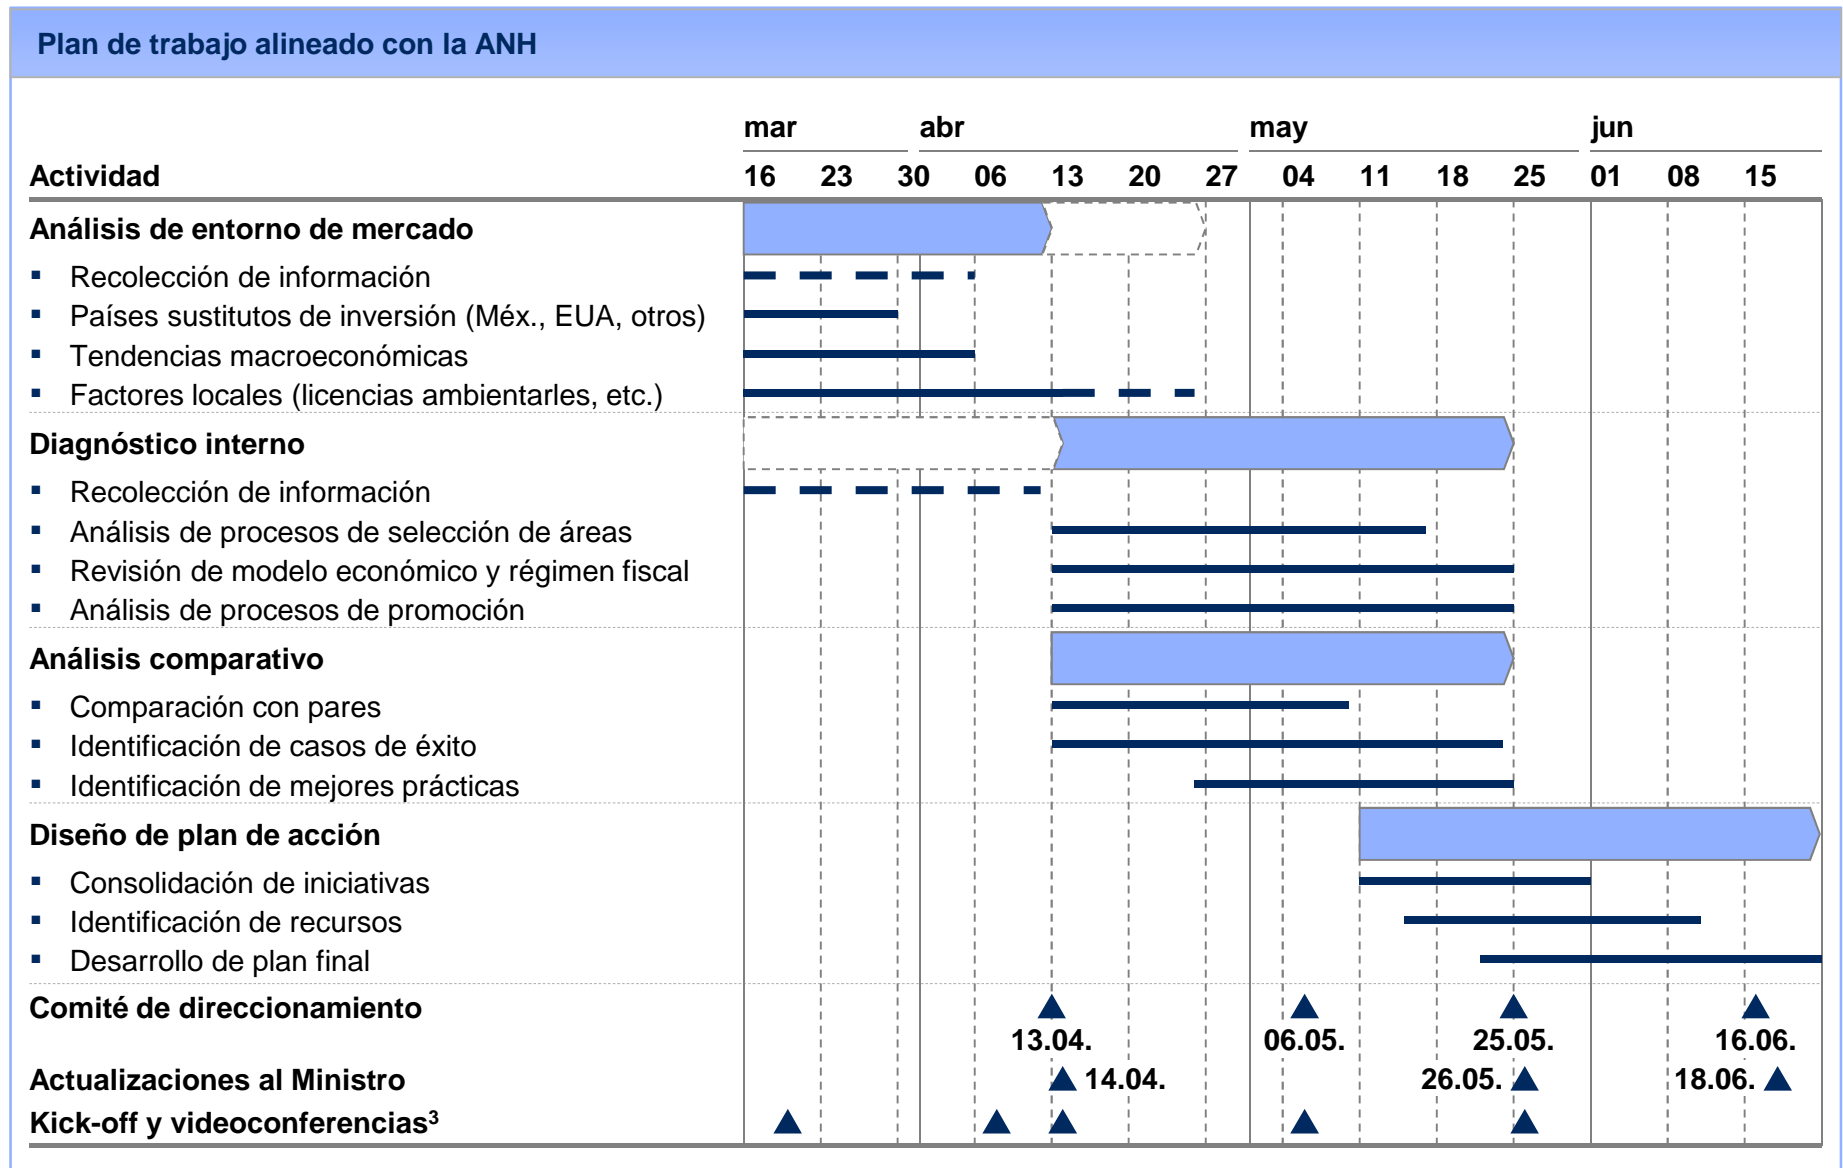 Plan de trabajo alineado con la ANH
mar abr may jun
Actividad 16 23 30 06 13 20 27 04 11 18 25 01 08 15
Análisis de entorno de mercado
▪ Recolección de información
▪ Países sustitutos de inversión (Méx., EUA, otros)
▪ Tendencias macroeconómicas
▪ Factores locales (licencias ambientarles, etc.)
Diagnóstico interno
▪ Recolección de información
▪ Análisis de procesos de selección de áreas
▪ Revisión de modelo económico y régimen fiscal
▪ Análisis de procesos de promoción
Análisis comparativo
▪ Comparación con pares
▪ Identificación de casos de éxito
▪ Identificación de mejores prácticas
Diseño de plan de acción
▪ Consolidación de iniciativas
▪ Identificación de recursos
▪ Desarrollo de plan final
Comité de direccionamiento
13.04. 06.05. 25.05. 16.06.
Actualizaciones al Ministro 14.04. 26.05. 18.06.
Kick-off y videoconferencias³